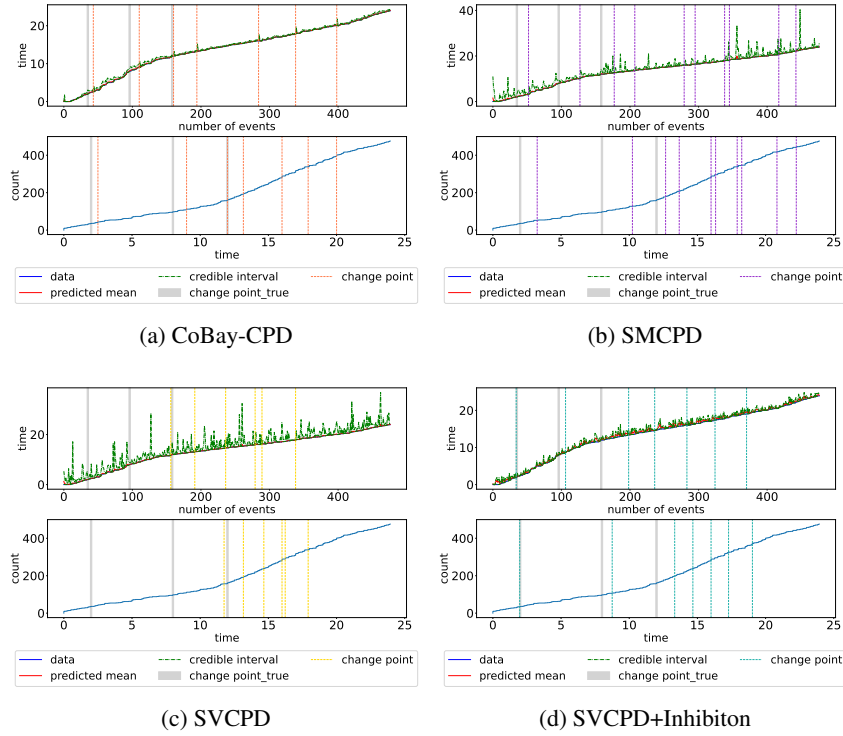 20
10
0
time
0
100
200
300
400
number of events
400
200
0
count
0
5
10
15
20
25
time
data
predicted mean
credible interval
change point_true
change point
(a) CoBay-CPD
40
20
0
time
0
100
200
300
400
number of events
400
200
0
count
0
5
10
15
20
25
time
data
predicted mean
credible interval
change point_true
change point
(b) SMCPD
20
0
time
0
100
200
300
400
number of events
400
200
0
count
0
5
10
15
20
25
time
data
predicted mean
credible interval
change point_true
change point
(c) SVCPD
20
10
0
time
0
100
200
300
400
number of events
400
200
0
count
0
5
10
15
20
25
time
data
predicted mean
credible interval
change point_true
change point
(d) SVCPD+Inhibiton